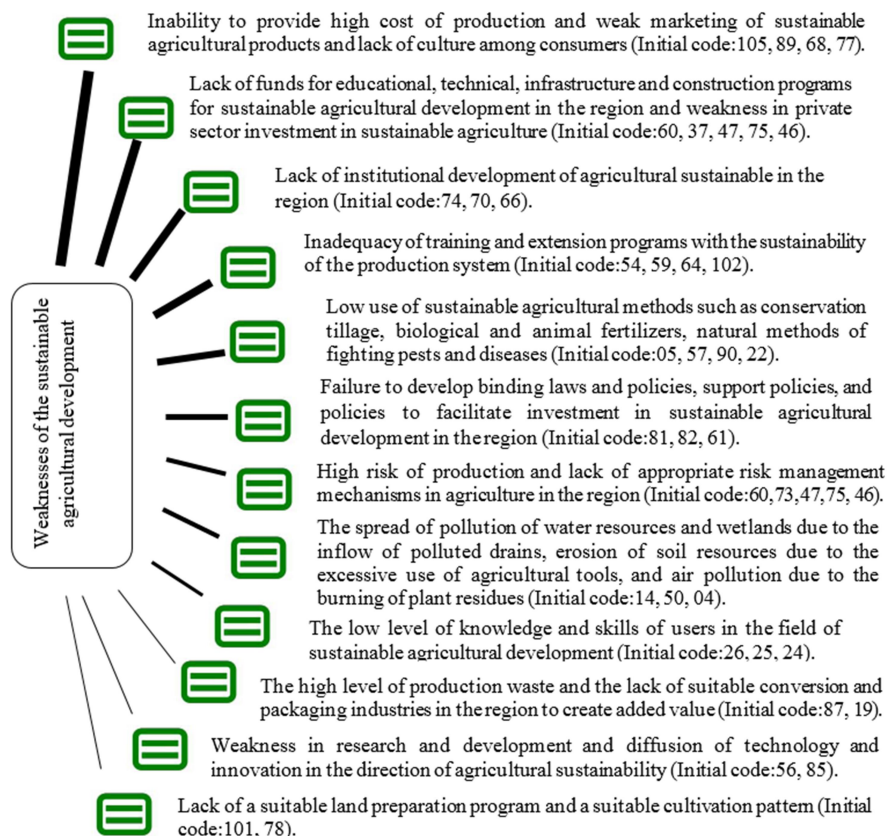 Inability to provide high cost of production and weak marketing of sustainable
agricultural products and lack of culture among consumers (Initial code:105, 89, 68, 77).
Lack of funds for educational, technical, infrastructure and construction programs
for sustainable agricultural development in the region and weakness in private
sector investment in sustainable agriculture (Initial code:60, 37, 47, 75, 46).
Lack of institutional development of agricultural sustainable in the
region (Initial code:74, 70, 66).
Inadequacy of training and extension programs with the sustainability
of the production system (Initial code:54, 59, 64, 102).
Low use of sustainable agricultural methods such as conservation
tillage, biological and animal fertilizers, natural methods of
fighting pests and diseases (Initial code:05, 57, 90, 22).
Weaknesses of the sustainable
agricultural development
Failure to develop binding laws and policies, support policies, and
policies to facilitate investment in sustainable agricultural
development in the region (Initial code:81, 82, 61).
High risk of production and lack of appropriate risk management
mechanisms in agriculture in the region (Initial code:60,73,47,75, 46).
The spread of pollution of water resources and wetlands due to the
inflow of polluted drains, erosion of soil resources due to the
excessive use of agricultural tools, and air pollution due to the
burning of plant residues (Initial code:14, 50, 04).
The low level of knowledge and skills of users in the field of
sustainable agricultural development (Initial code:26, 25, 24).
The high level of production waste and the lack of suitable conversion and
packaging industries in the region to create added value (Initial code:87, 19).
Weakness in research and development and diffusion of technology and
innovation in the direction of agricultural sustainability (Initial code:56, 85).
Lack of a suitable land preparation program and a suitable cultivation pattern (Initial
code:101, 78).